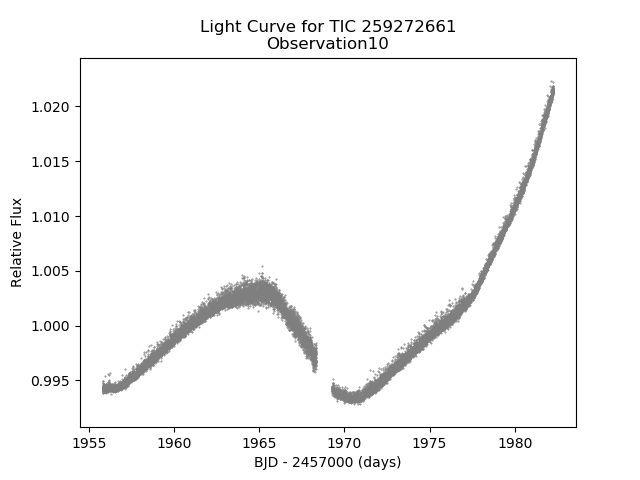 Light Curve for TIC 259272661
Observation10
1.020
1.015
1.010
1.005
1.000
0.995
Relative Flux
1955 1960 1965 1970 1975 1980
BJD - 2457000 (days)